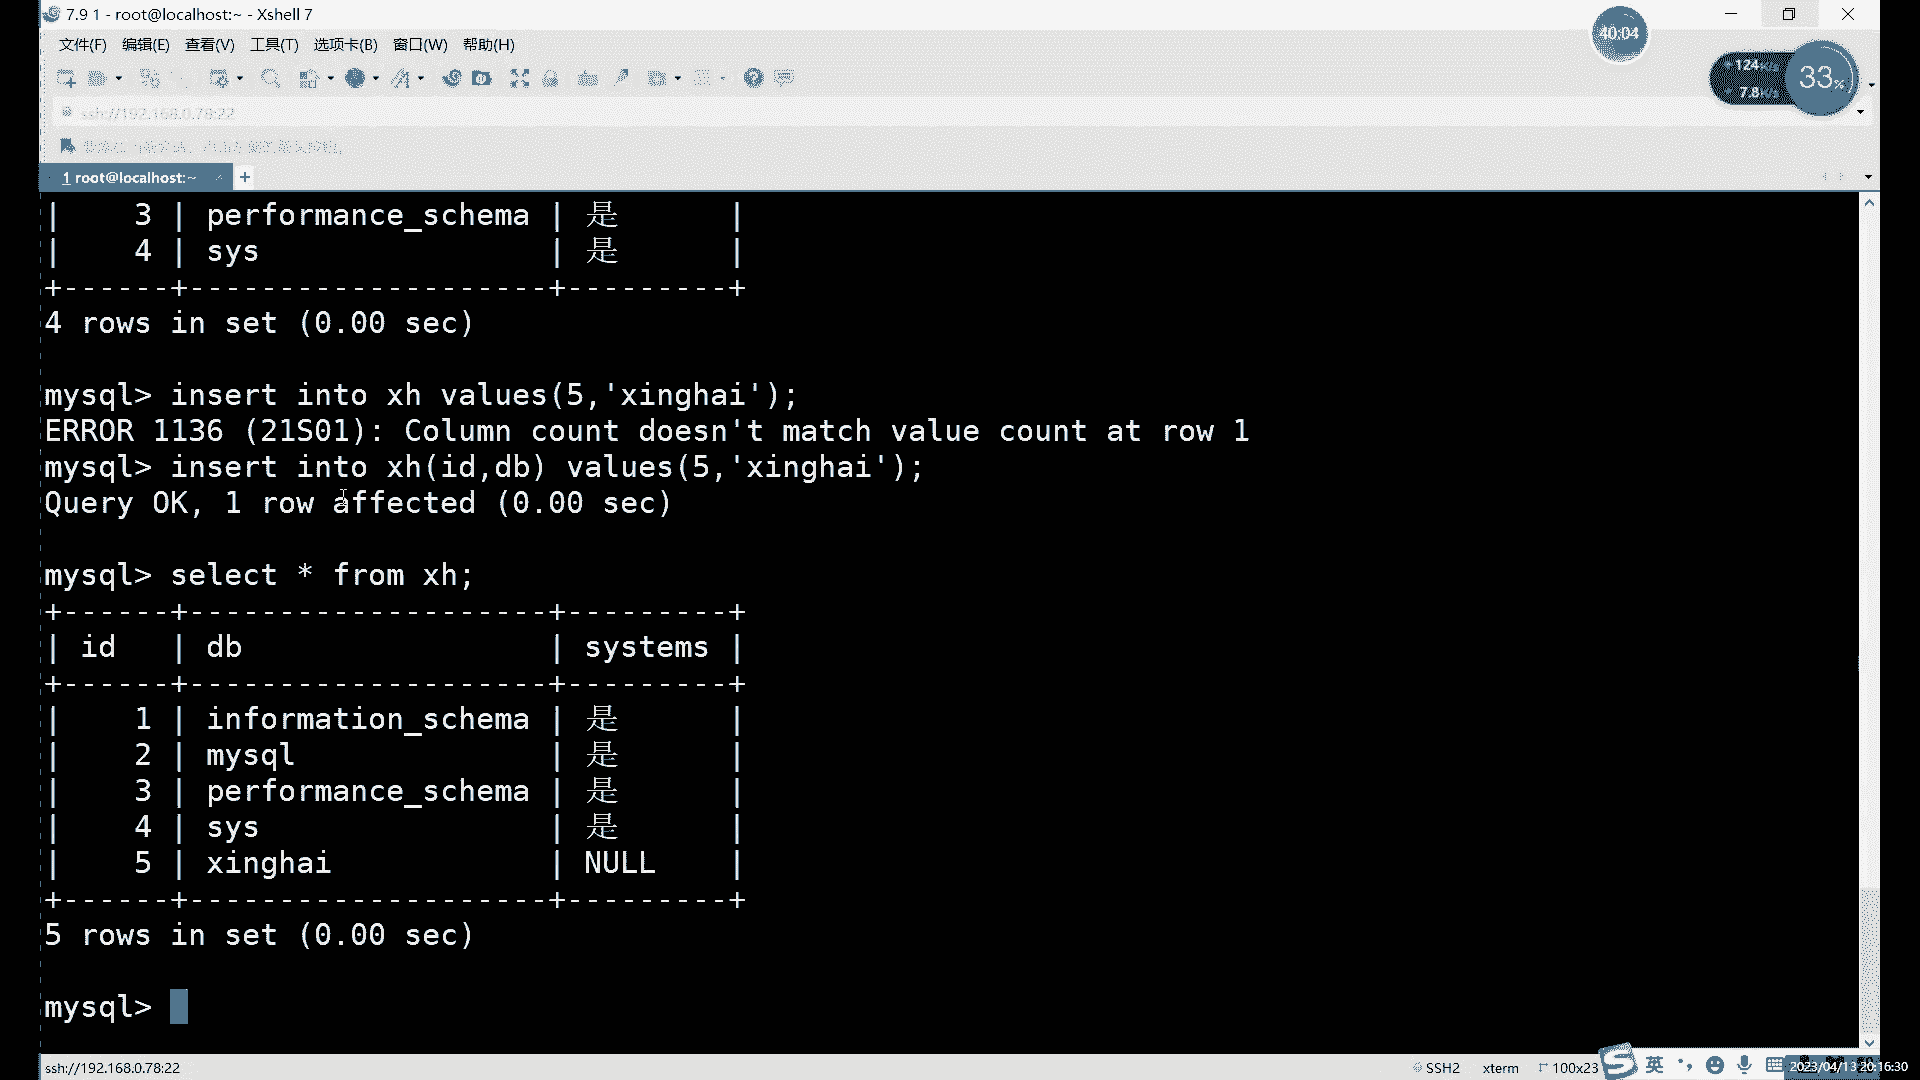 7.9 1 - root@localhost:~ - Xshell 7
40:04
文件(F) 编辑(E) 查看(V) 工具(T) 选项卡(B) 窗口(W) 帮助(H)
124K/s
7.8K/s
33%
ssh://192.168.0.78:22
1 root@localhost:~ +
|    3 | performance_schema | 是      |
|    4 | sys                | 是      |
+------+--------------------+---------+
4 rows in set (0.00 sec)
mysql> insert into xh values(5,'xinghai');
ERROR 1136 (21S01): Column count doesn't match value count at row 1
mysql> insert into xh(id,db) values(5,'xinghai');
Query OK, 1 row affected (0.00 sec)
mysql> select * from xh;
+------+--------------------+---------+
| id   | db                 | systems |
+------+--------------------+---------+
|    1 | information_schema | 是      |
|    2 | mysql              | 是      |
|    3 | performance_schema | 是      |
|    4 | sys                | 是      |
|    5 | xinghai            | NULL    |
+------+--------------------+---------+
5 rows in set (0.00 sec)
mysql>
ssh://192.168.0.78:22 SSH2 xterm 100x23 英 2023/04/13 20:16:30